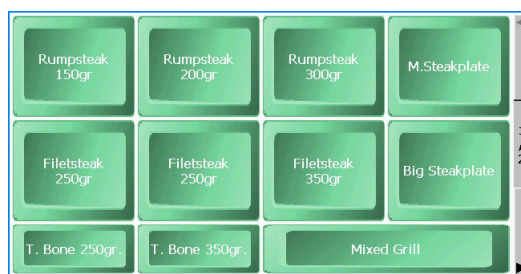 Rumpsteak
150gr
Rumpsteak
200gr
Rumpsteak
300gr
M.Steakplate
Filetsteak
250gr
Filetsteak
250gr
Filetsteak
350gr
Big Steakplate
T. Bone 250gr.
T. Bone 350gr.
Mixed Grill